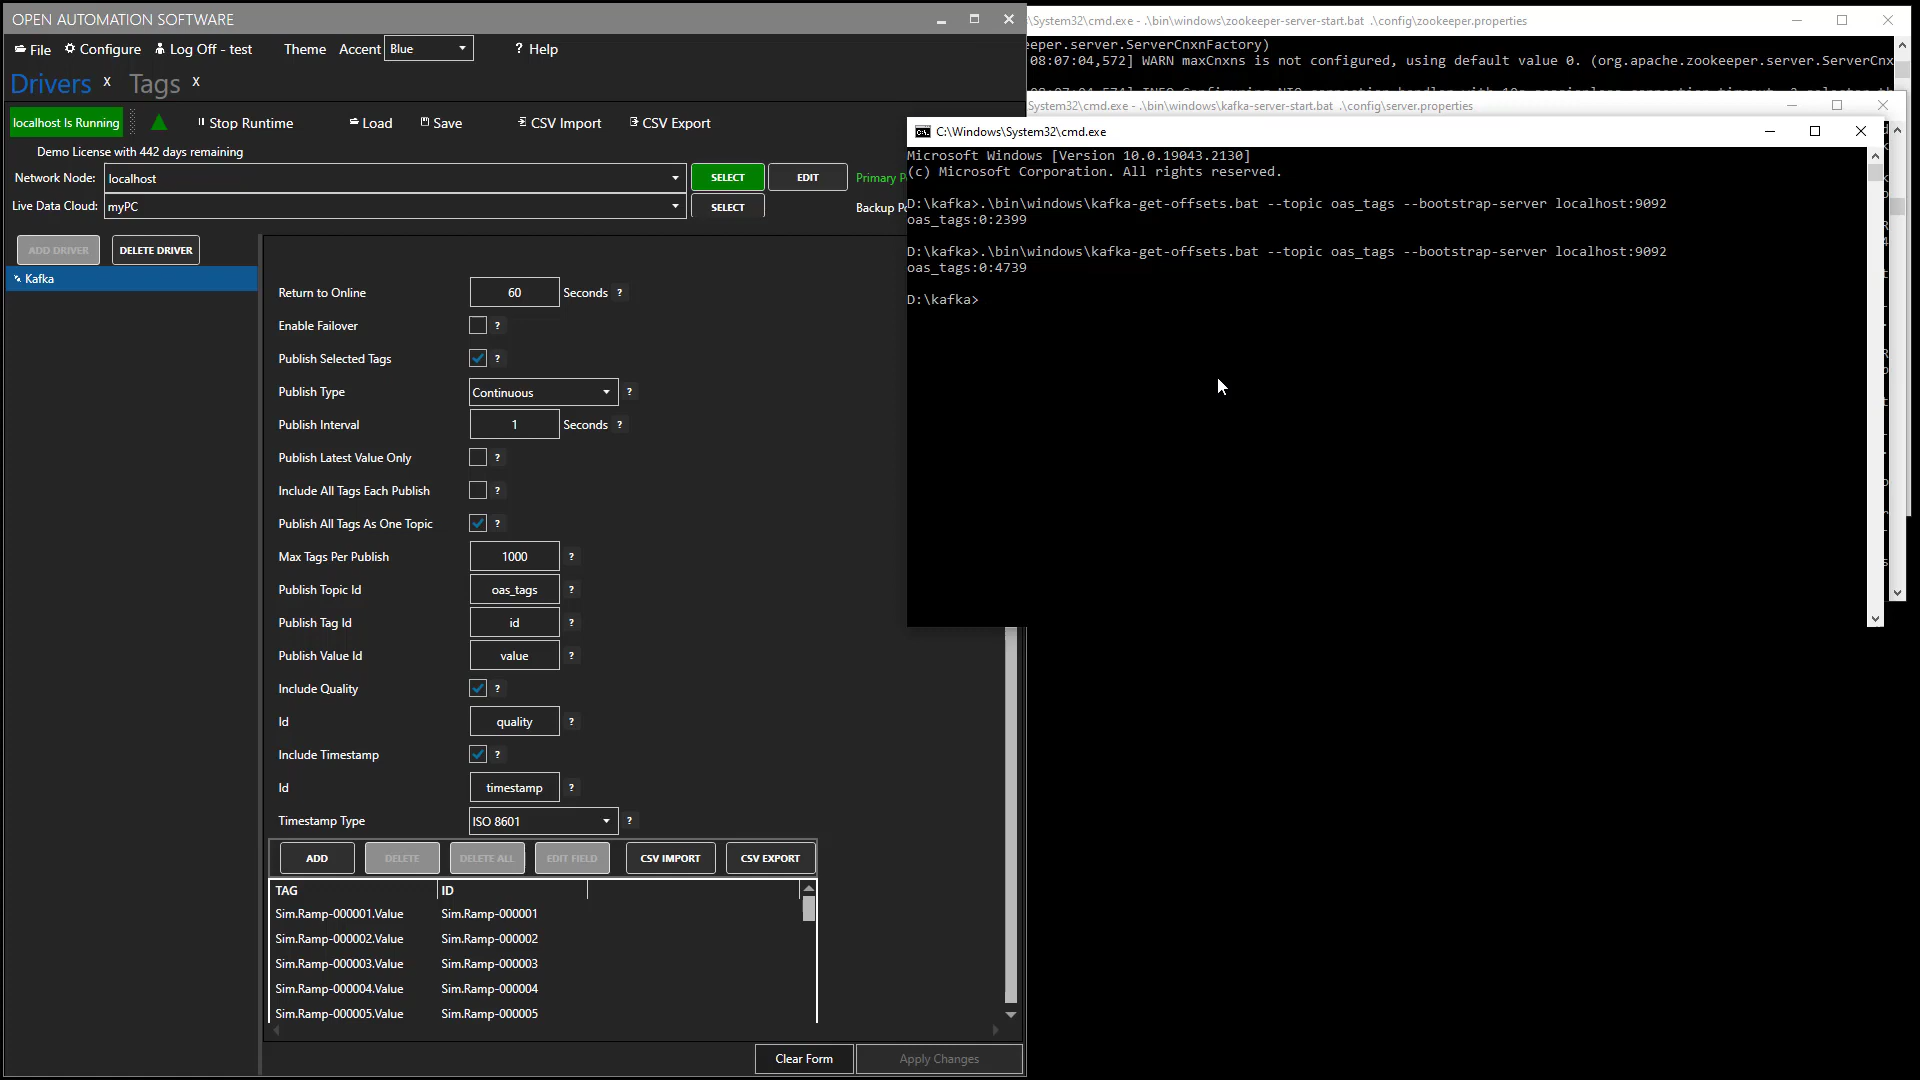 OPEN AUTOMATION SOFTWARE
File Configure Log Off - test Theme Accent Blue ? Help
Drivers x Tags x
localhost Is Running Stop Runtime Load Save CSV Import CSV Export
Demo License with 442 days remaining
Network Node: localhost SELECT EDIT Primary
Live Data Cloud: myPC SELECT Backup
ADD DRIVER DELETE DRIVER
Kafka
Return to Online 60 Seconds ?
Enable Failover ?
Publish Selected Tags ?
Publish Type Continuous ?
Publish Interval 1 Seconds ?
Publish Latest Value Only ?
Include All Tags Each Publish ?
Publish All Tags As One Topic ?
Max Tags Per Publish 1000 ?
Publish Topic Id oas_tags ?
Publish Tag Id id ?
Publish Value Id value ?
Include Quality ?
Id quality ?
Include Timestamp ?
Id timestamp ?
Timestamp Type ISO 8601 ?
ADD DELETE DELETE ALL EDIT FIELD CSV IMPORT CSV EXPORT
TAG ID
Sim.Ramp-000001.Value Sim.Ramp-000001
Sim.Ramp-000002.Value Sim.Ramp-000002
Sim.Ramp-000003.Value Sim.Ramp-000003
Sim.Ramp-000004.Value Sim.Ramp-000004
Sim.Ramp-000005.Value Sim.Ramp-000005
Clear Form Apply Changes
\System32\cmd.exe - .\bin\windows\zookeeper-server-start.bat .\config\zookeeper.properties
eeper.server.ServerCnxnFactory)
08:07:04,572] WARN maxCnxns is not configured, using default value 0. (org.apache.zookeeper.server.ServerCnx
System32\cmd.exe - .\bin\windows\kafka-server-start.bat .\config\server.properties
C:\Windows\System32\cmd.exe
Microsoft Windows [Version 10.0.19043.2130]
(c) Microsoft Corporation. All rights reserved.
D:\kafka>.\bin\windows\kafka-get-offsets.bat --topic oas_tags --bootstrap-server localhost:9092
oas_tags:0:2399
D:\kafka>.\bin\windows\kafka-get-offsets.bat --topic oas_tags --bootstrap-server localhost:9092
oas_tags:0:4739
D:\kafka>